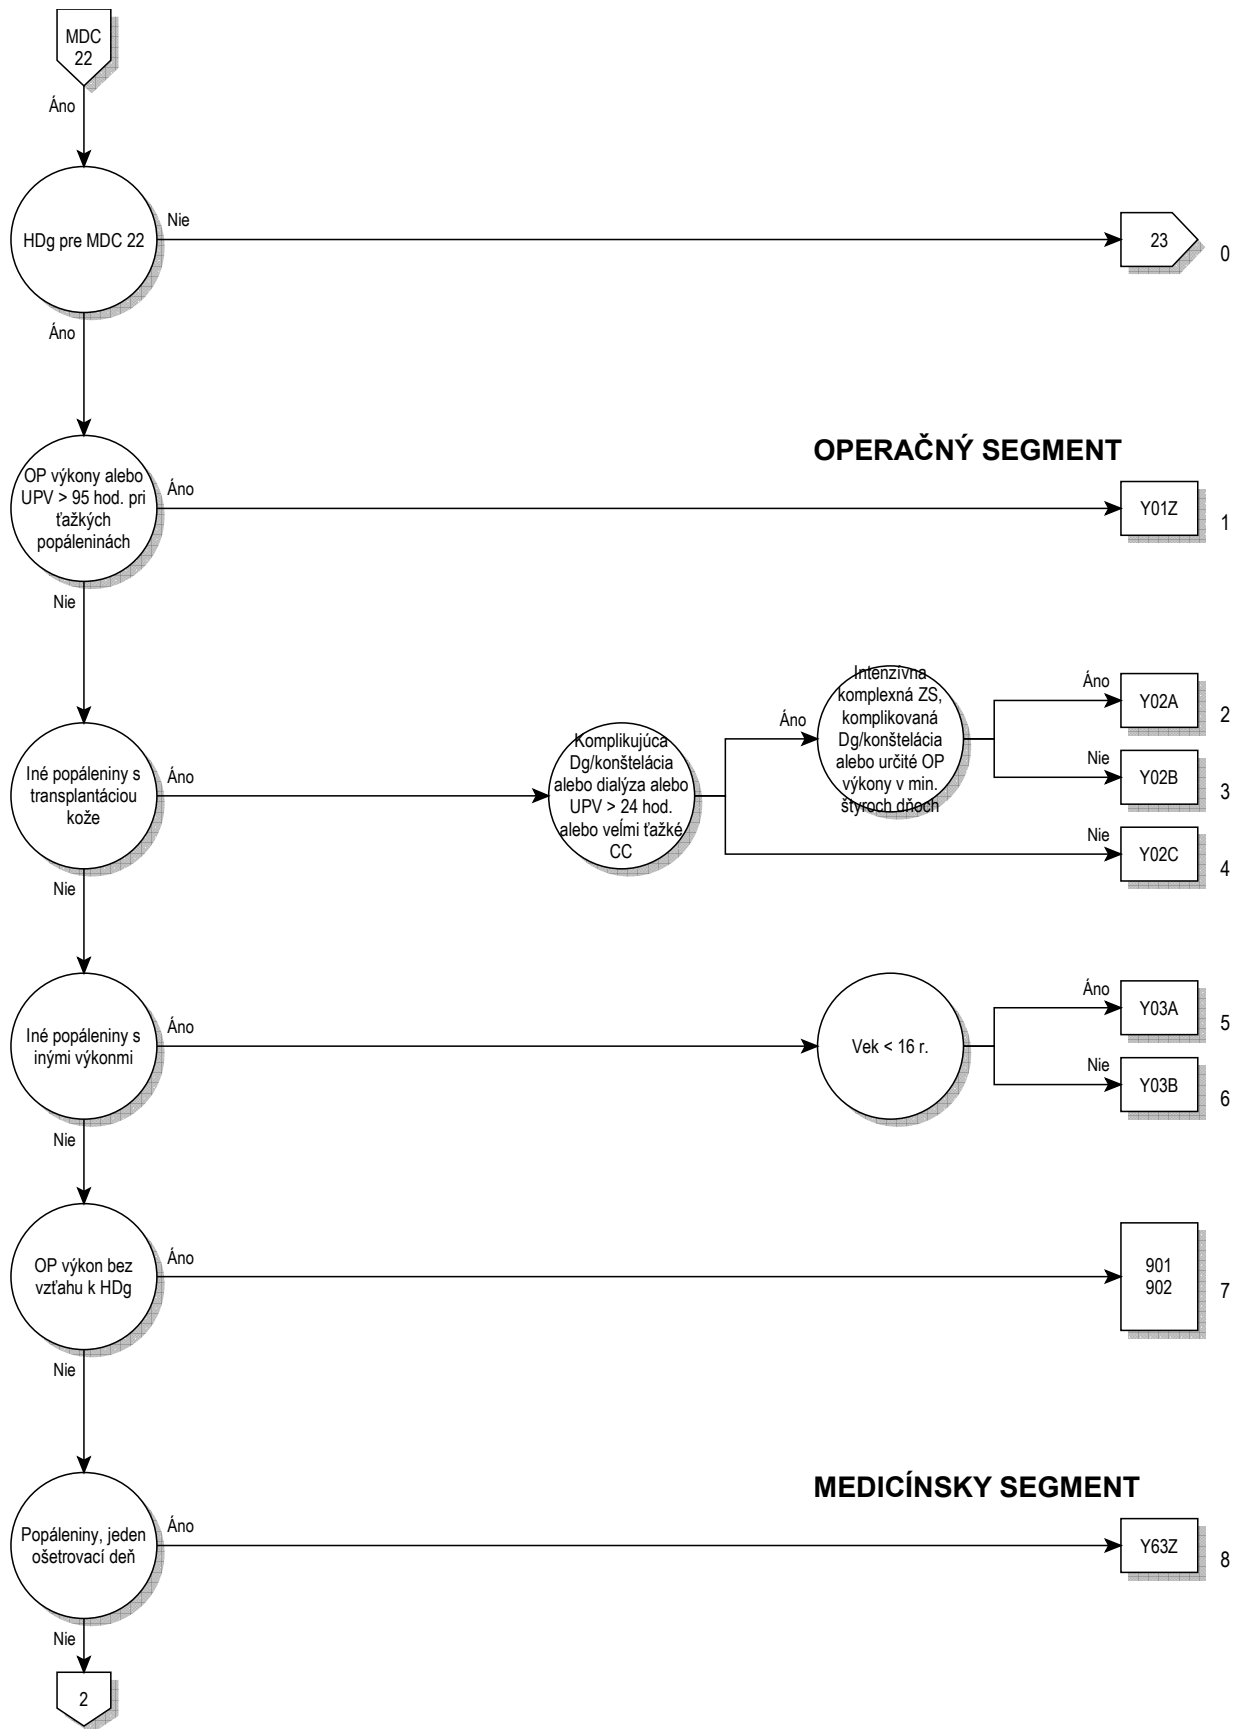 MDC
22
Áno
HDg pre MDC 22
Nie
23
0
Áno
OPERAČNÝ SEGMENT
OP výkony alebo
UPV > 95 hod. pri
ťažkých
popáleninách
Áno
Y01Z
1
Nie
Iné popáleniny s
transplantáciou
kože
Áno
Komplikujúca
Dg/konštelácia
alebo dialýza alebo
UPV > 24 hod.
alebo veľmi ťažké
CC
Áno
Intenzívna
komplexná ZS,
komplikovaná
Dg/konštelácia
alebo určité OP
výkony v min.
štyroch dňoch
Áno
Y02A
2
Nie
Y02B
3
Nie
Y02C
4
Nie
Iné popáleniny s
inými výkonmi
Áno
Vek < 16 r.
Áno
Y03A
5
Nie
Y03B
6
Nie
OP výkon bez
vzťahu k HDg
Áno
901
902
7
Nie
MEDICÍNSKY SEGMENT
Popáleniny, jeden
ošetrovací deň
Áno
Y63Z
8
Nie
2